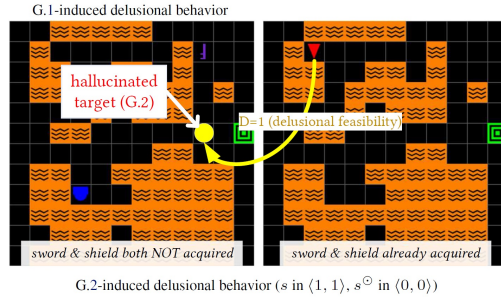 G.1-induced delusional behavior
hallucinated
target (G.2)
D=1 (delusional feasibility)
sword & shield both NOT acquired
sword & shield already acquired
G.2-induced delusional behavior (s in ⟨1, 1⟩, s⊙ in ⟨0, 0⟩)